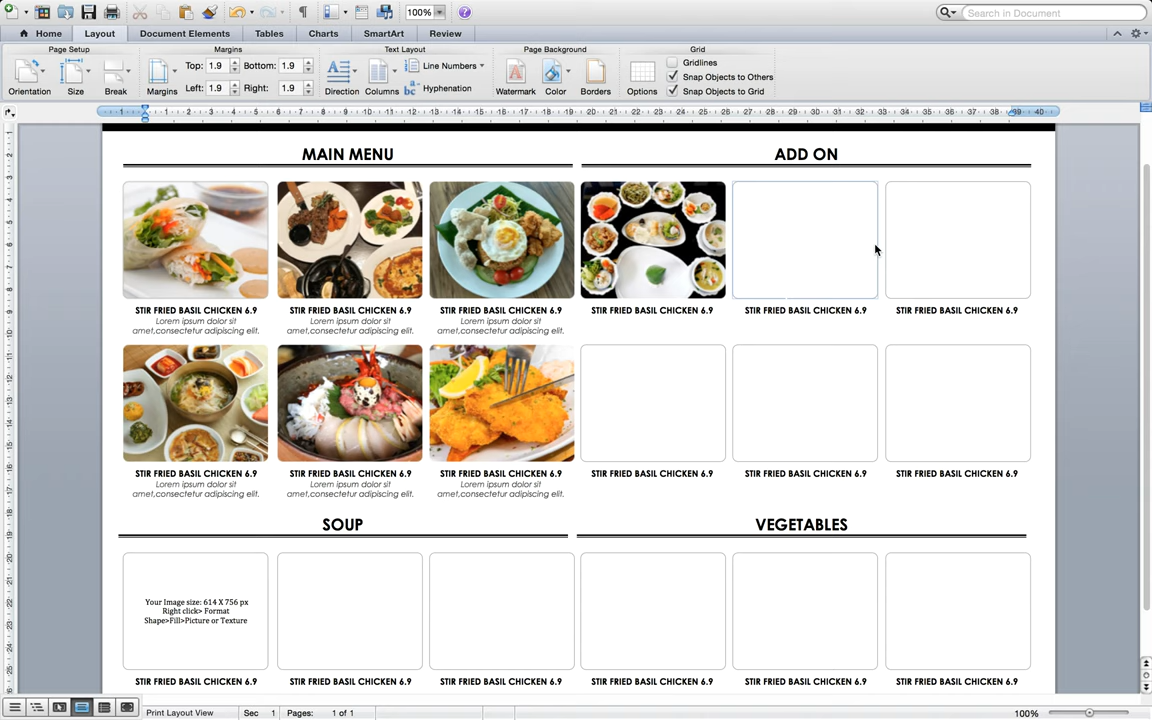 100%
Search in Document
Home
Layout
Document Elements
Tables
Charts
SmartArt
Review
Page Setup
Margins
Text Layout
Page Background
Grid
Orientation
Size
Break
Margins
Top: 1.9
Bottom: 1.9
Left: 1.9
Right: 1.9
Direction
Columns
Line Numbers
Hyphenation
Watermark
Color
Borders
Options
Gridlines
Snap Objects to Others
Snap Objects to Grid
MAIN MENU
ADD ON
STIR FRIED BASIL CHICKEN 6.9
Lorem ipsum dolor sit
amet,consectetur adipiscing elit.
STIR FRIED BASIL CHICKEN 6.9
Lorem ipsum dolor sit
amet,consectetur adipiscing elit.
STIR FRIED BASIL CHICKEN 6.9
Lorem ipsum dolor sit
amet,consectetur adipiscing elit.
STIR FRIED BASIL CHICKEN 6.9
STIR FRIED BASIL CHICKEN 6.9
STIR FRIED BASIL CHICKEN 6.9
STIR FRIED BASIL CHICKEN 6.9
Lorem ipsum dolor sit
amet,consectetur adipiscing elit.
STIR FRIED BASIL CHICKEN 6.9
Lorem ipsum dolor sit
amet,consectetur adipiscing elit.
STIR FRIED BASIL CHICKEN 6.9
Lorem ipsum dolor sit
amet,consectetur adipiscing elit.
STIR FRIED BASIL CHICKEN 6.9
STIR FRIED BASIL CHICKEN 6.9
STIR FRIED BASIL CHICKEN 6.9
SOUP
VEGETABLES
Your Image size: 614 X 756 px
Right click> Format
Shape>Fill>Picture or Texture
STIR FRIED BASIL CHICKEN 6.9
STIR FRIED BASIL CHICKEN 6.9
STIR FRIED BASIL CHICKEN 6.9
STIR FRIED BASIL CHICKEN 6.9
STIR FRIED BASIL CHICKEN 6.9
STIR FRIED BASIL CHICKEN 6.9
Print Layout View
Sec 1
Pages: 1 of 1
100%